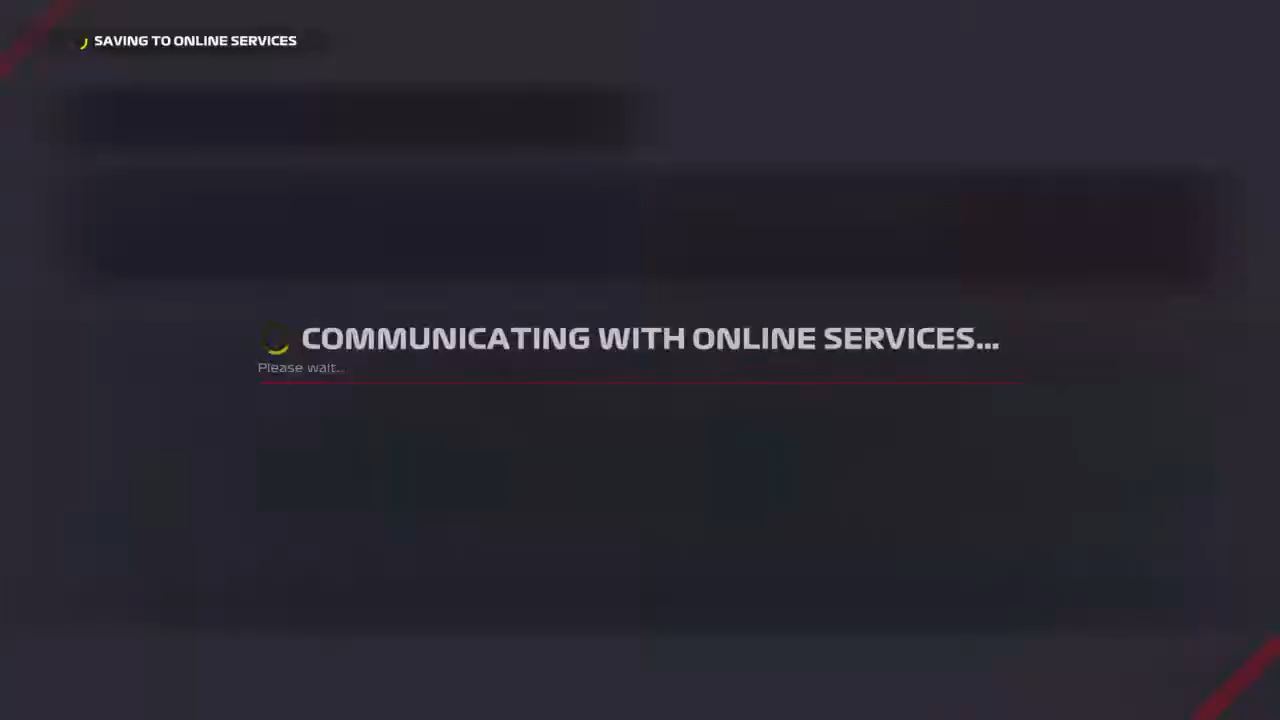 SAVING TO ONLINE SERVICES
COMMUNICATING WITH ONLINE SERVICES...
Please wait...